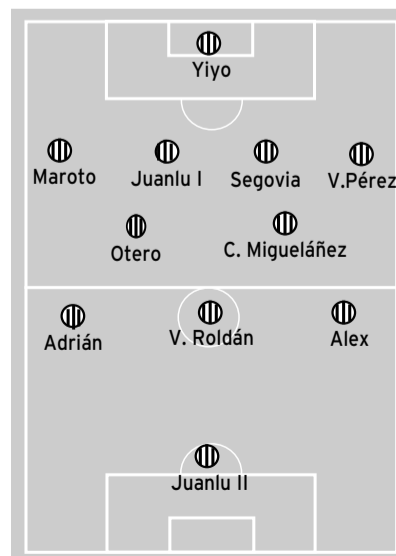 Yiyo
Maroto Juanlu I Segovia V.Pérez
Otero C. Migueláñez
Adrián V. Roldán Alex
Juanlu II